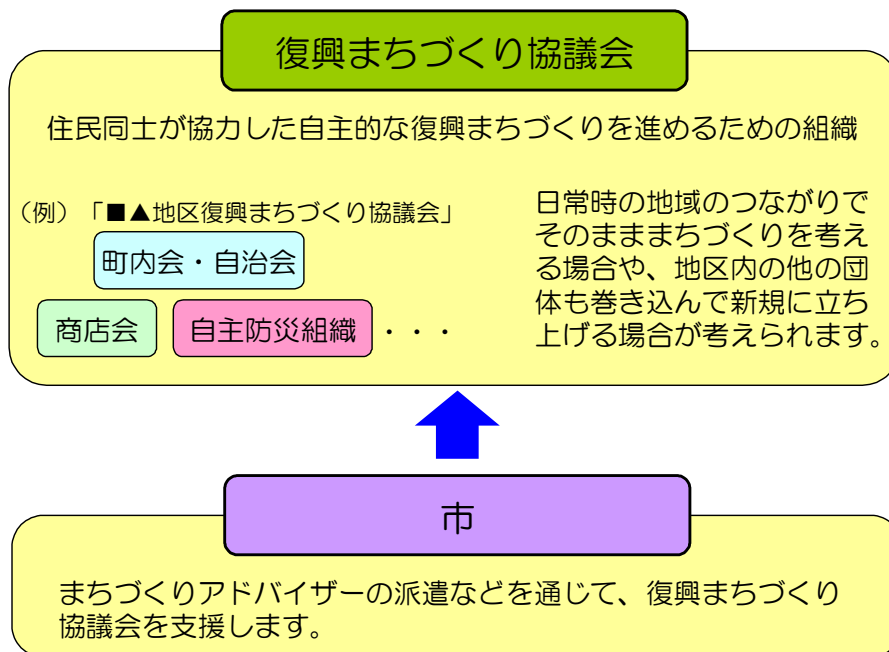 復興まちづくり協議会
住民同士が協力した自主的な復興まちづくりを進めるための組織
（例）「■▲地区復興まちづくり協議会」
町内会・自治会
商店会
自主防災組織
・・・
日常時の地域のつながりで
そのまままちづくりを考え
る場合や、地区内の他の団
体も巻き込んで新規に立ち
上げる場合が考えられます。
市
まちづくりアドバイザーの派遣などを通じて、復興まちづくり
協議会を支援します。